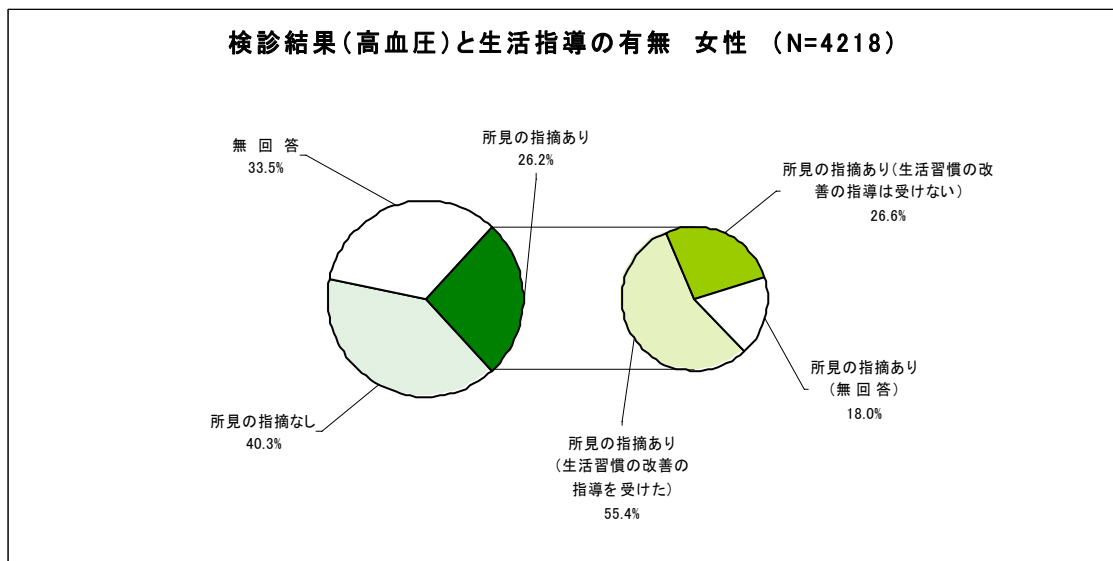 検診結果（高血圧）と生活指導の有無　女性　（N=4218）
無　回　答
33.5%
所見の指摘あり
26.2%
所見の指摘なし
40.3%
所見の指摘あり（生活習慣の改
善の指導は受けない）
26.6%
所見の指摘あり
（無 回 答）
18.0%
所見の指摘あり
（生活習慣の改善の
指導を受けた）
55.4%